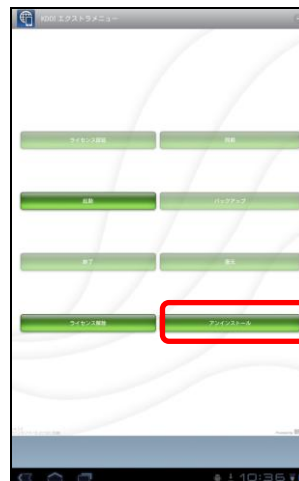 KDDI エクストラメニュー
ライセンス認証 同期
起動 バックアップ
終了 復元
ライセンス解除 アンインストール
10:36